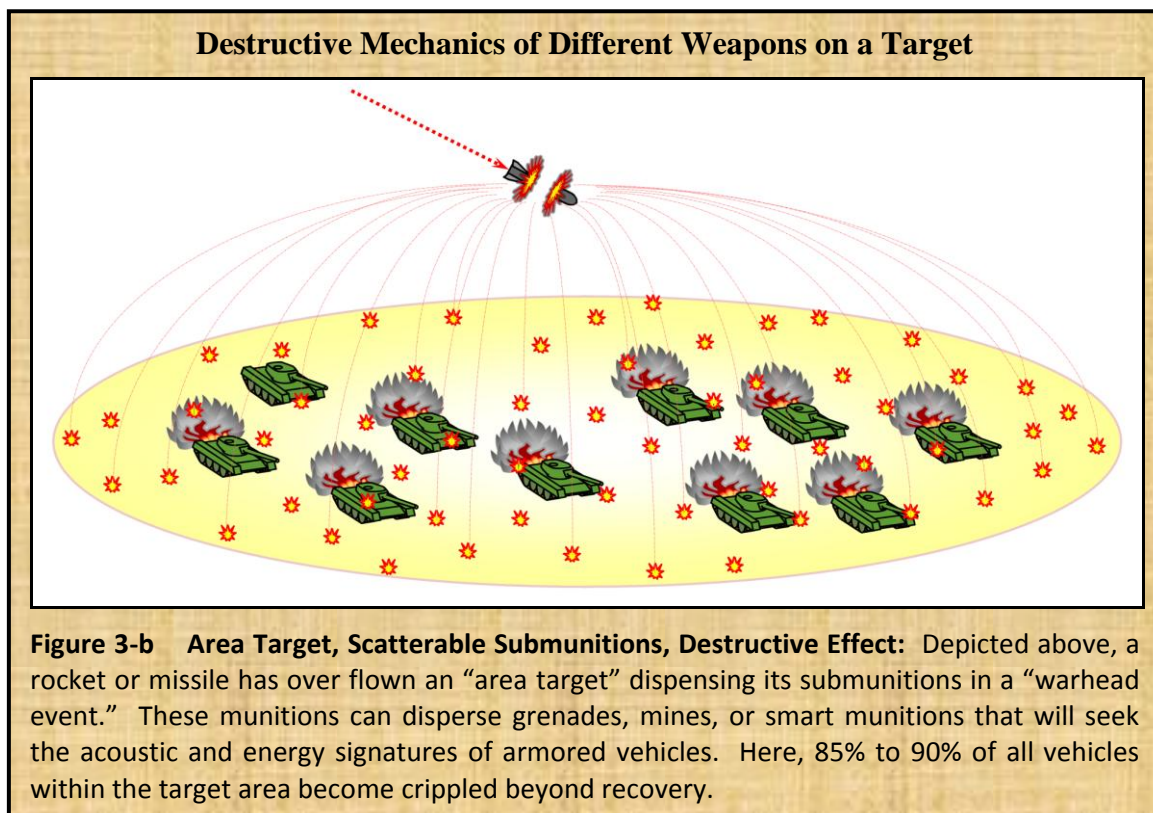 Destructive Mechanics of Different Weapons on a Target
Figure 3-b Area Target, Scatterable Submunitions, Destructive Effect: Depicted above, a
rocket or missile has over flown an “area target” dispensing its submunitions in a “warhead
event.” These munitions can disperse grenades, mines, or smart munitions that will seek
the acoustic and energy signatures of armored vehicles. Here, 85% to 90% of all vehicles
within the target area become crippled beyond recovery.